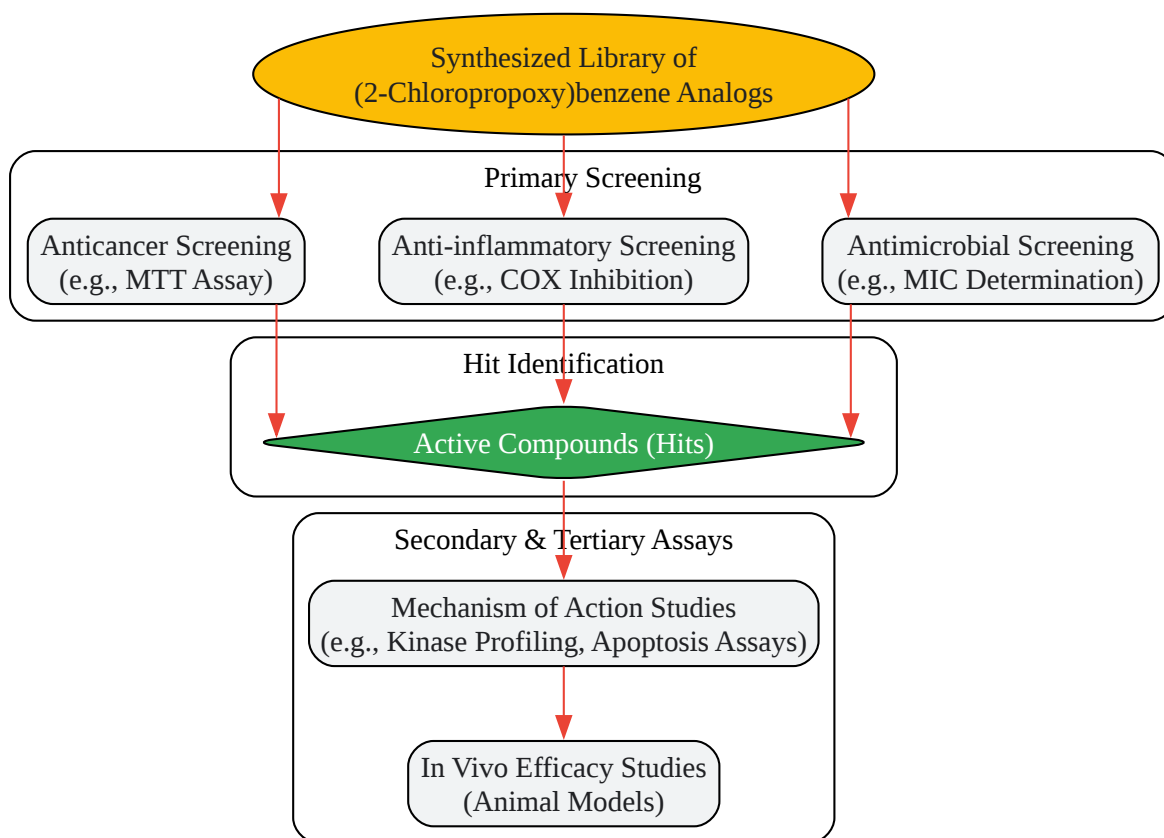 Synthesized Library of
(2-Chloropropoxy)benzene Analogs
Primary Screening
Anticancer Screening
(e.g., MTT Assay)
Anti-inflammatory Screening
(e.g., COX Inhibition)
Antimicrobial Screening
(e.g., MIC Determination)
Hit Identification
Active Compounds (Hits)
Secondary & Tertiary Assays
Mechanism of Action Studies
(e.g., Kinase Profiling, Apoptosis Assays)
In Vivo Efficacy Studies
(Animal Models)